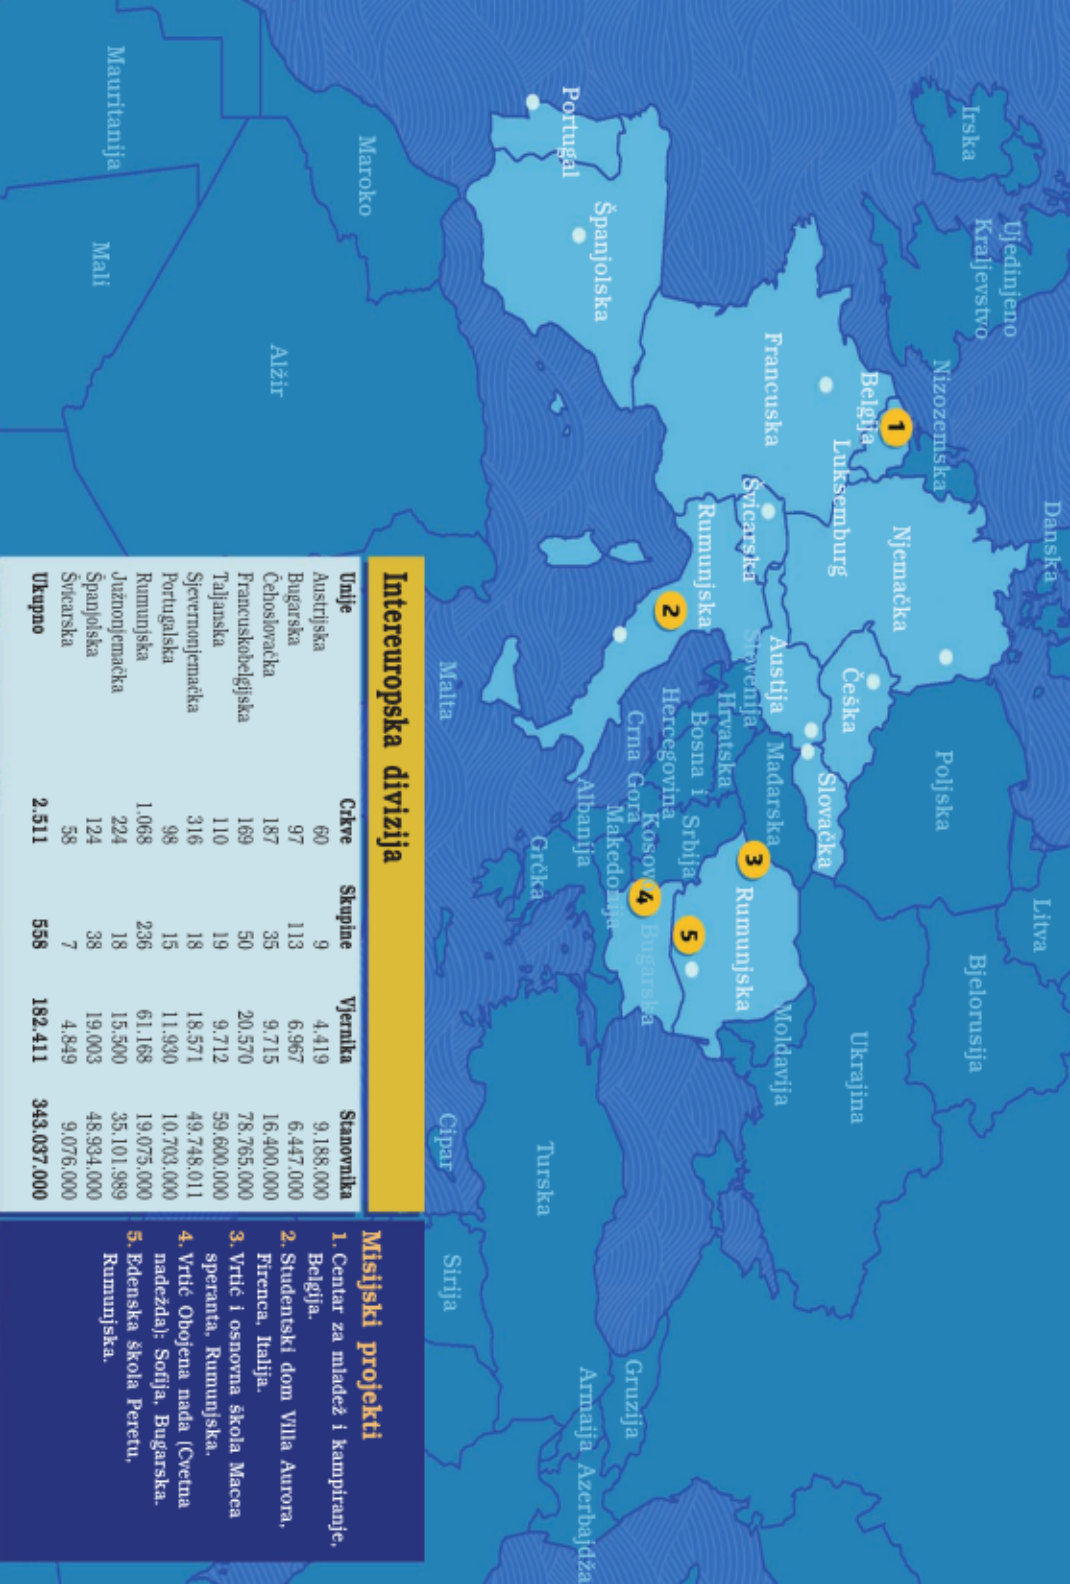 Irska
Ujedinjeno
Kraljevstvo
Nizozemska
Danska
Belgija
1
Luksemburg
Njemačka
Poljska
Litva
Bjelorusija
Francuska
Švicarska
Češka
Slovačka
Austija
Ukrajina
Portugal
Španjolska
Rumunjska
2
Slovenija
Hrvatska
Mađarska
3
Rumunjska
Moldavija
Bosna i
Hercegovina
Srbija
Crna Gora
Kosovo
4
5
Bugarska
Makedonija
Albanija
Grčka
Turska
Gruzija
Armaija
Azerbajdža
Maroko
Alžir
Mauritanija
Mali
Malta
Cipar
Sirija
Intereuropska divizija
Unije Crkve Skupine Vjernika Stanovnika
Austrijska 60 9 4.419 9.188.000
Bugarska 97 113 6.967 6.447.000
Čehoslovačka 187 35 9.715 16.400.000
Francuskobelgijska 169 50 20.570 78.765.000
Taljanska 110 19 9.712 59.600.000
Sjevernonjemačka 316 18 18.571 49.748.011
Portugalska 98 15 11.930 10.703.000
Rumunjska 1.068 236 61.168 19.075.000
Južnonjemačka 224 18 15.500 35.101.989
Španjolska 124 38 19.003 48.934.000
Švicarska 58 7 4.849 9.076.000
Ukupno 2.511 558 182.411 343.037.000
Misijski projekti
1. Centar za mladež i kampiranje,
Belgija.
2. Studentski dom Villa Aurora,
Firenca, Italija.
3. Vrtić i osnovna škola Macea
speranta, Rumunjska.
4. Vrtić Obojena nada (Cvetna
nadežda); Sofija, Bugarska.
5. Edenska škola Peretu,
Rumunjska.